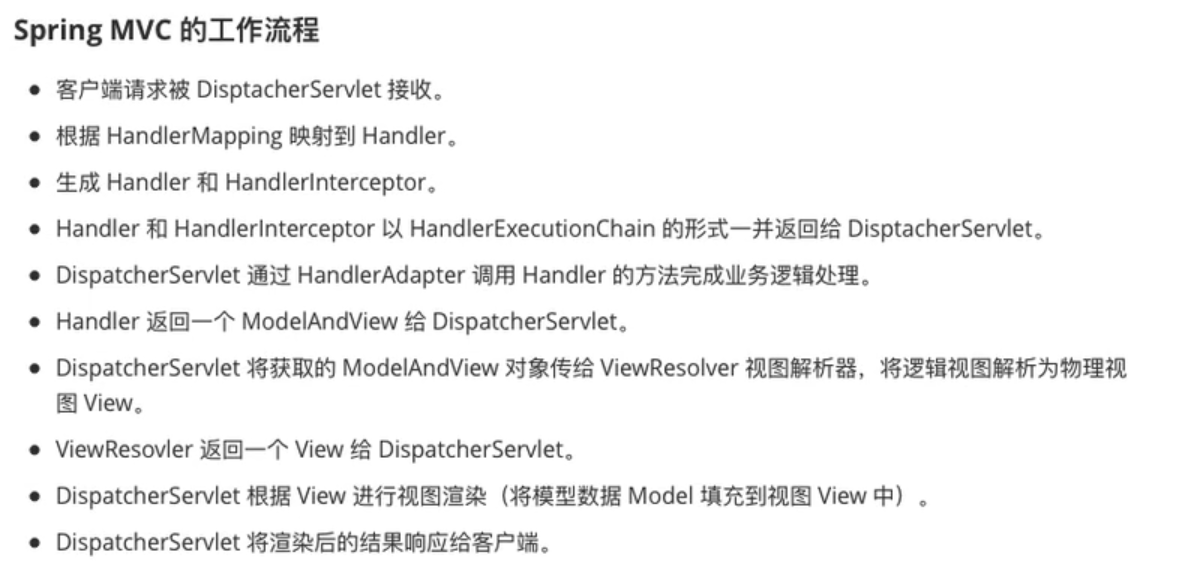 Spring MVC 的工作流程
● 客户端请求被 DisptacherServlet 接收。
● 根据 HandlerMapping 映射到 Handler。
● 生成 Handler 和 HandlerInterceptor。
● Handler 和 HandlerInterceptor 以 HandlerExecutionChain 的形式一并返回给 DisptacherServlet。
● DispatcherServlet 通过 HandlerAdapter 调用 Handler 的方法完成业务逻辑处理。
● Handler 返回一个 ModelAndView 给 DispatcherServlet。
● DispatcherServlet 将获取的 ModelAndView 对象传给 ViewResolver 视图解析器，将逻辑视图解析为物理视
图 View。
● ViewResovler 返回一个 View 给 DispatcherServlet。
● DispatcherServlet 根据 View 进行视图渲染（将模型数据 Model 填充到视图 View 中）。
● DispatcherServlet 将渲染后的结果响应给客户端。